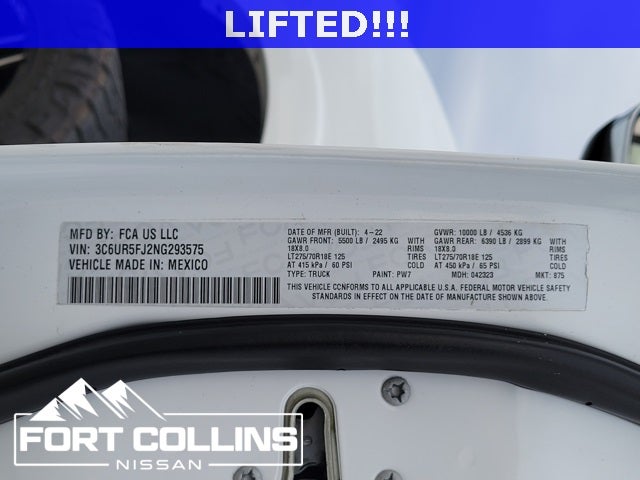 LIFTED!!!
MFD BY: FCA US LLC
VIN: 3C6UR5FJ2NG293575
VEHICLE MADE IN: MEXICO
DATE OF MFR (BUILT): 4-22 GVWR: 10000 LB / 4536 KG
GAWR FRONT: 5500 LB / 2495 KG WITH GAWR REAR: 6390 LB / 2899 KG WITH
18X8.0 RIMS 18X8.0 RIMS
LT275/70R18E 125 TIRES LT275/70R18E 125 TIRES
AT 415 kPa / 60 PSI COLD AT 450 kPa / 65 PSI COLD
TYPE: TRUCK PAINT: PW7 MDH: 042323 MKT: 875
THIS VEHICLE CONFORMS TO ALL APPLICABLE U.S.A. FEDERAL MOTOR VEHICLE SAFETY
STANDARDS IN EFFECT ON THE DATE OF MANUFACTURE SHOWN ABOVE.
FORT COLLINS
NISSAN